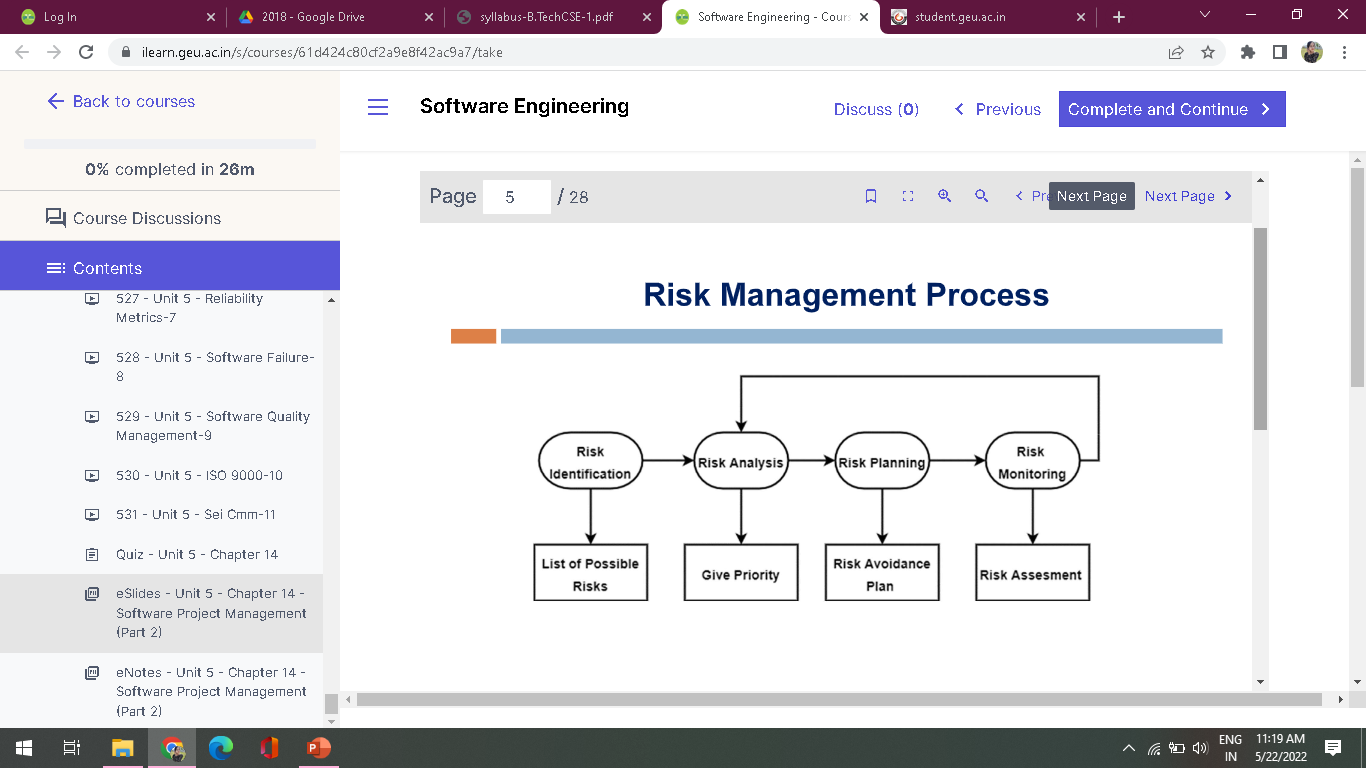 Log In
2018 - Google Drive
syllabus-B.TechCSE-1.pdf
Software Engineering - Cour
student.geu.ac.in
ilearn.geu.ac.in/s/courses/61d424c80cf2a9e8f42ac9a7/take
Back to courses
0% completed in 26m
Course Discussions
Contents
527 - Unit 5 - Reliability
Metrics-7
528 - Unit 5 - Software Failure-
8
529 - Unit 5 - Software Quality
Management-9
530 - Unit 5 - ISO 9000-10
531 - Unit 5 - Sei Cmm-11
Quiz - Unit 5 - Chapter 14
eSlides - Unit 5 - Chapter 14 -
Software Project Management
(Part 2)
eNotes - Unit 5 - Chapter 14 -
Software Project Management
(Part 2)
Software Engineering
Discuss (0)
Previous
Complete and Continue
Page 5 / 28
Pre
Next Page
Next Page
Risk Management Process
Risk
Identification
Risk Analysis
Risk Planning
Risk
Monitoring
List of Possible
Risks
Give Priority
Risk Avoidance
Plan
Risk Assesment
ENG
IN
11:19 AM
5/22/2022